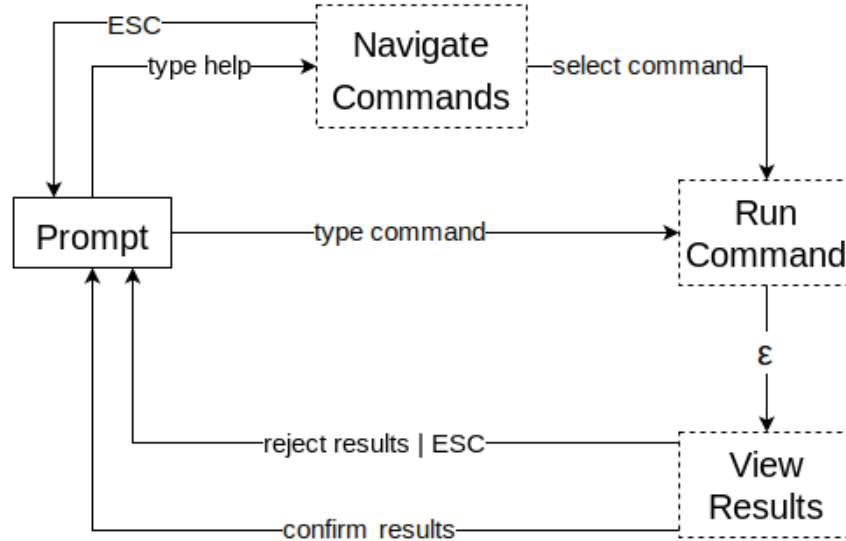 ESC
type help
Navigate
Commands
select command
Prompt
type command
Run
Command
ε
reject results | ESC
View
Results
confirm results